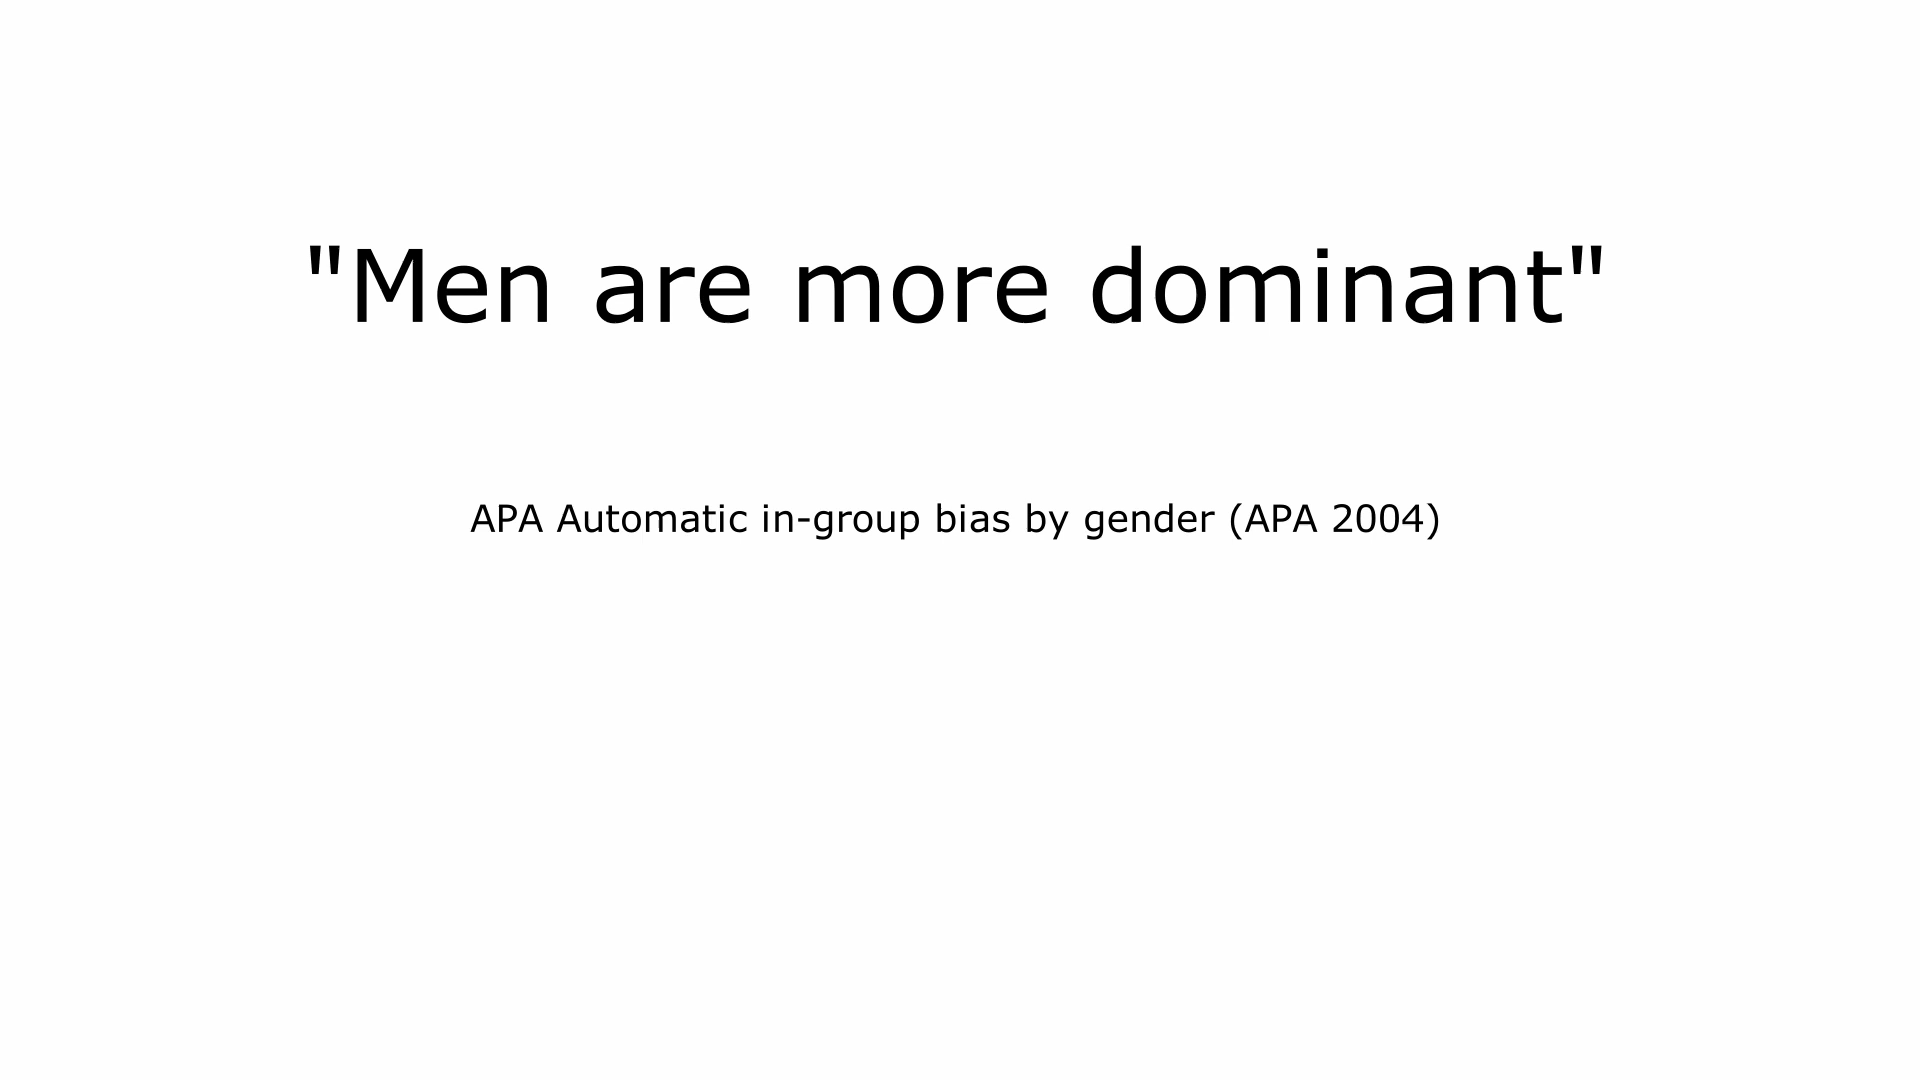 "Men are more dominant"
APA Automatic in-group bias by gender (APA 2004)